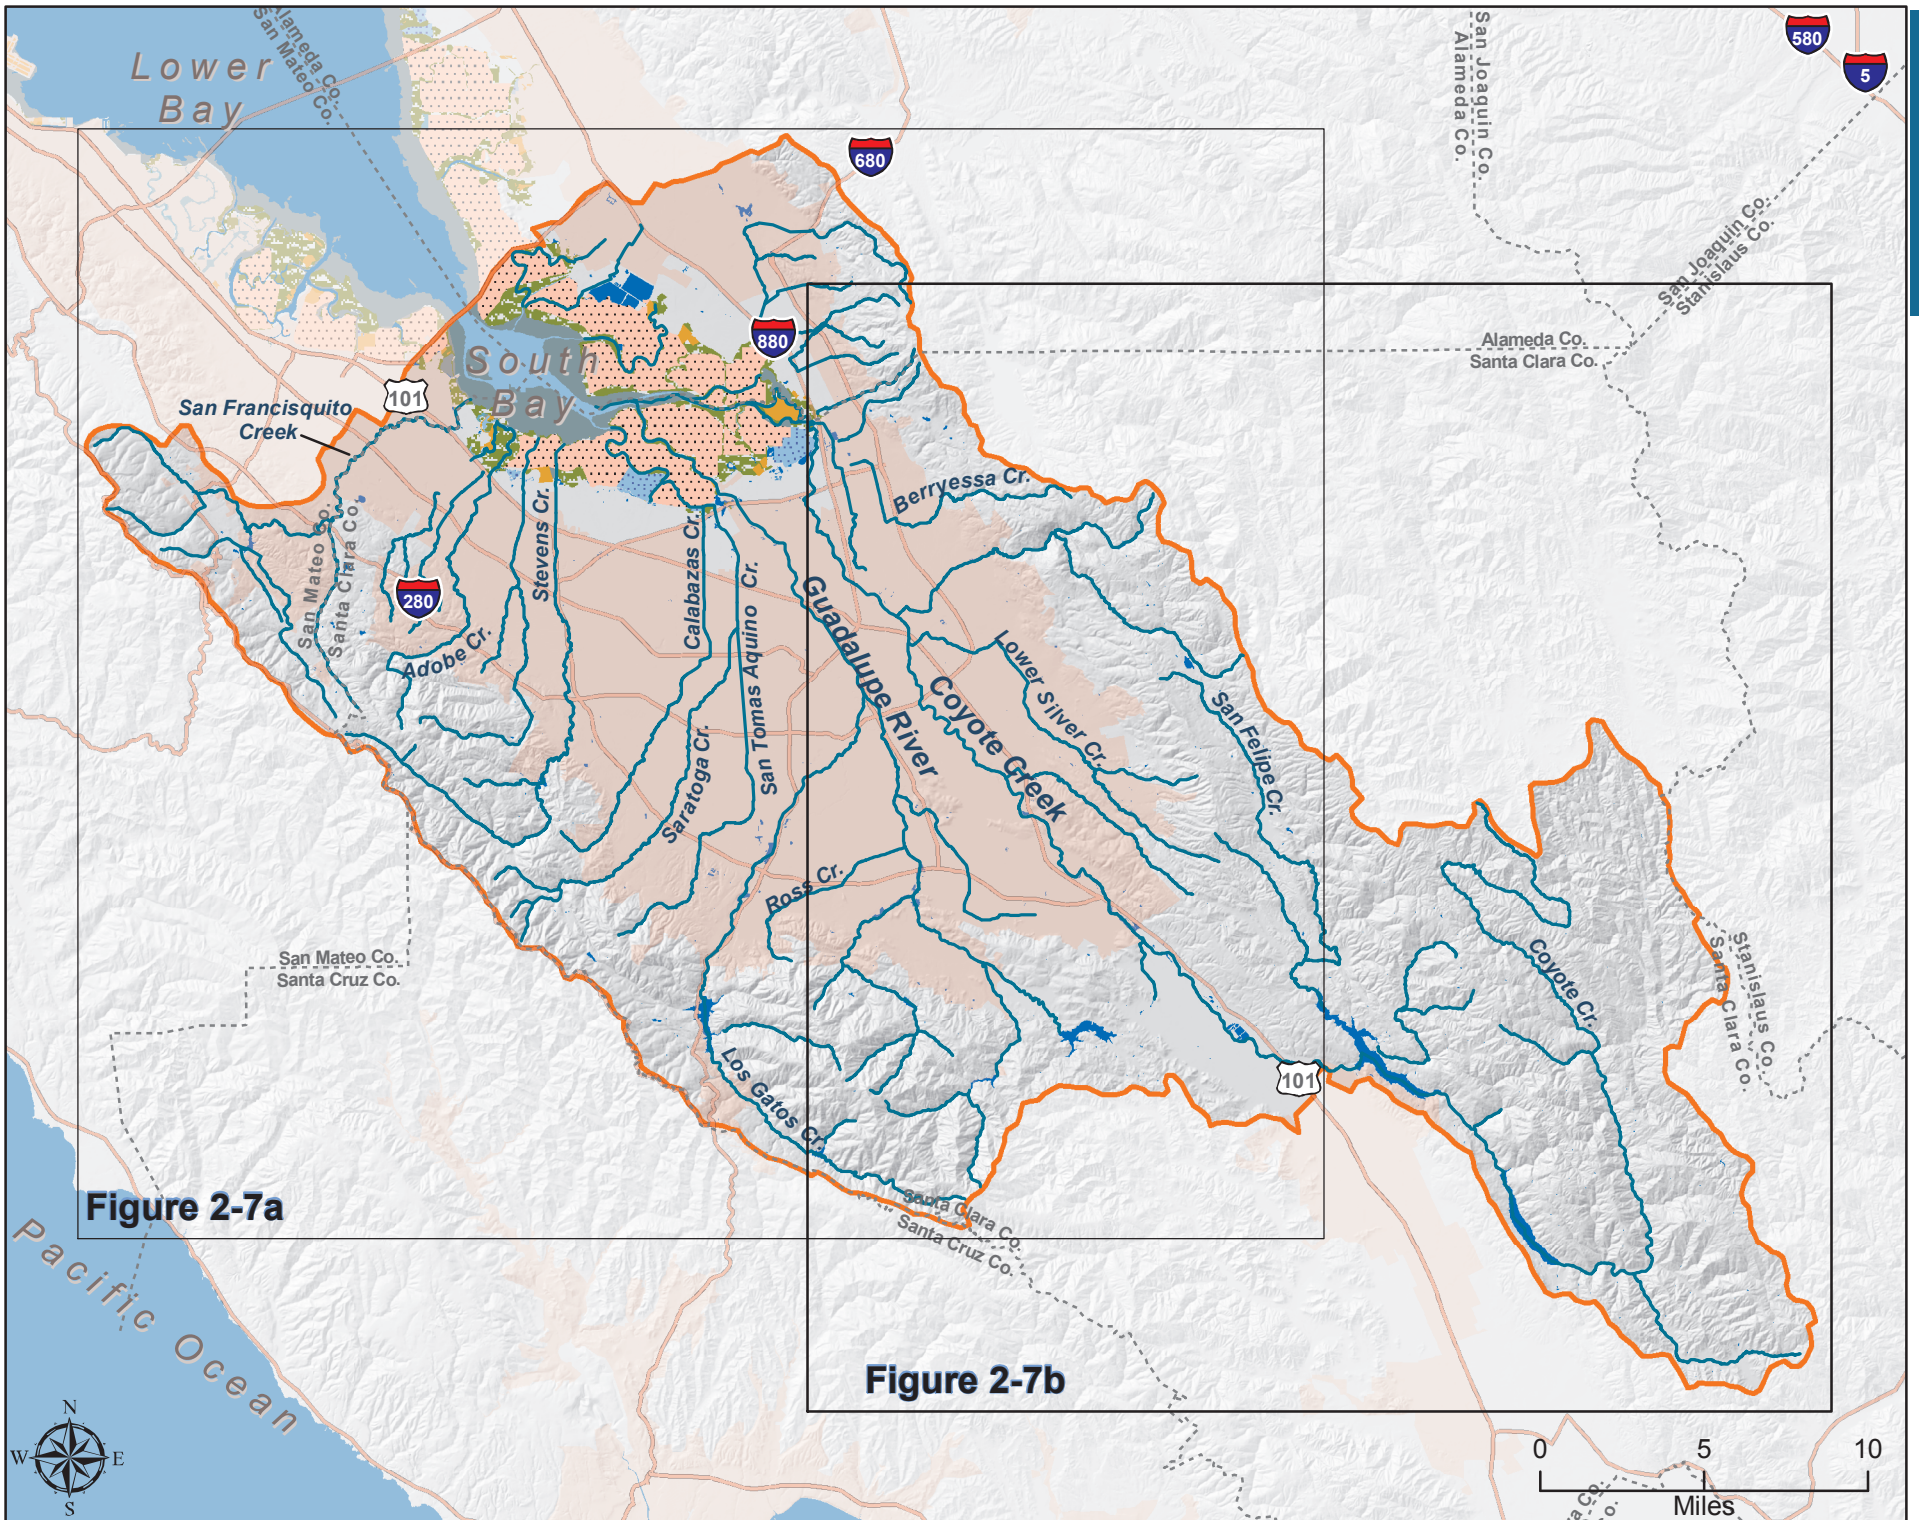 Lower
Bay
Alameda Co.
San Mateo Co.
San Joaquin Co.
Alameda Co.
580
5
680
San Joaquin Co.
Stanislaus Co.
880
Alameda Co.
Santa Clara Co.
South
Bay
101
San Francisquito
Creek
Berryessa Cr.
Stevens Cr.
Calabazas Cr.
San Tomas Aquino Cr.
San Mateo Co.
Santa Clara Co.
280
Adobe Cr.
Guadalupe River
Coyote Creek
Lower Silver Cr.
San Felipe Cr.
Saratoga Cr.
Ross Cr.
San Mateo Co.
Santa Cruz Co.
Coyote Cr.
Stanislaus Co.
Santa Clara Co.
Los Gatos Cr.
101
Figure 2-7a
Santa Clara Co.
Santa Cruz Co.
Pacific Ocean
Figure 2-7b
N
W
E
S
0 5 10
Miles